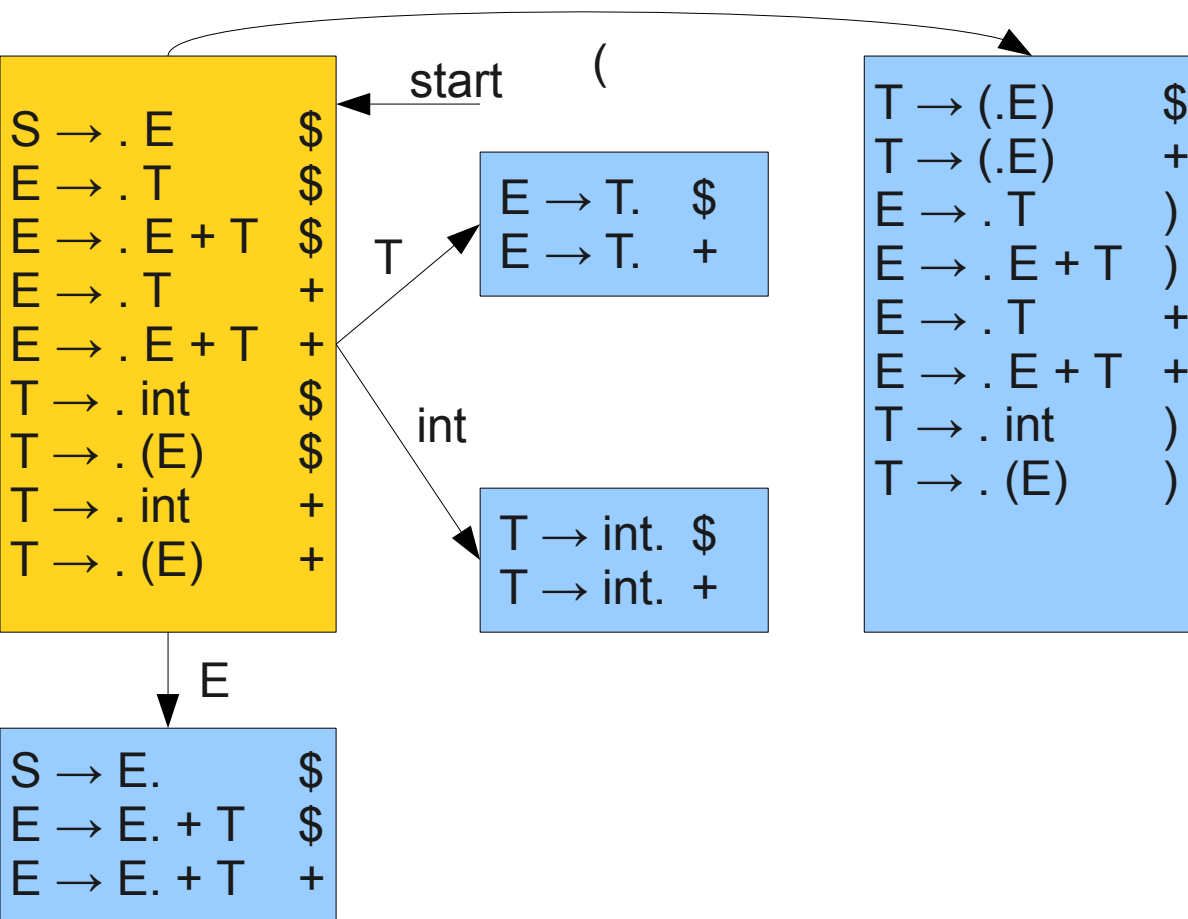 start
(
S → . E $
E → . T $
E → . E + T $
E → . T +
E → . E + T +
T → . int $
T → . (E) $
T → . int +
T → . (E) +
T
E → T. $
E → T. +
int
T → int. $
T → int. +
T → (.E) $
T → (.E) +
E → . T )
E → . E + T )
E → . T +
E → . E + T +
T → . int )
T → . (E) )
E
S → E. $
E → E. + T $
E → E. + T +